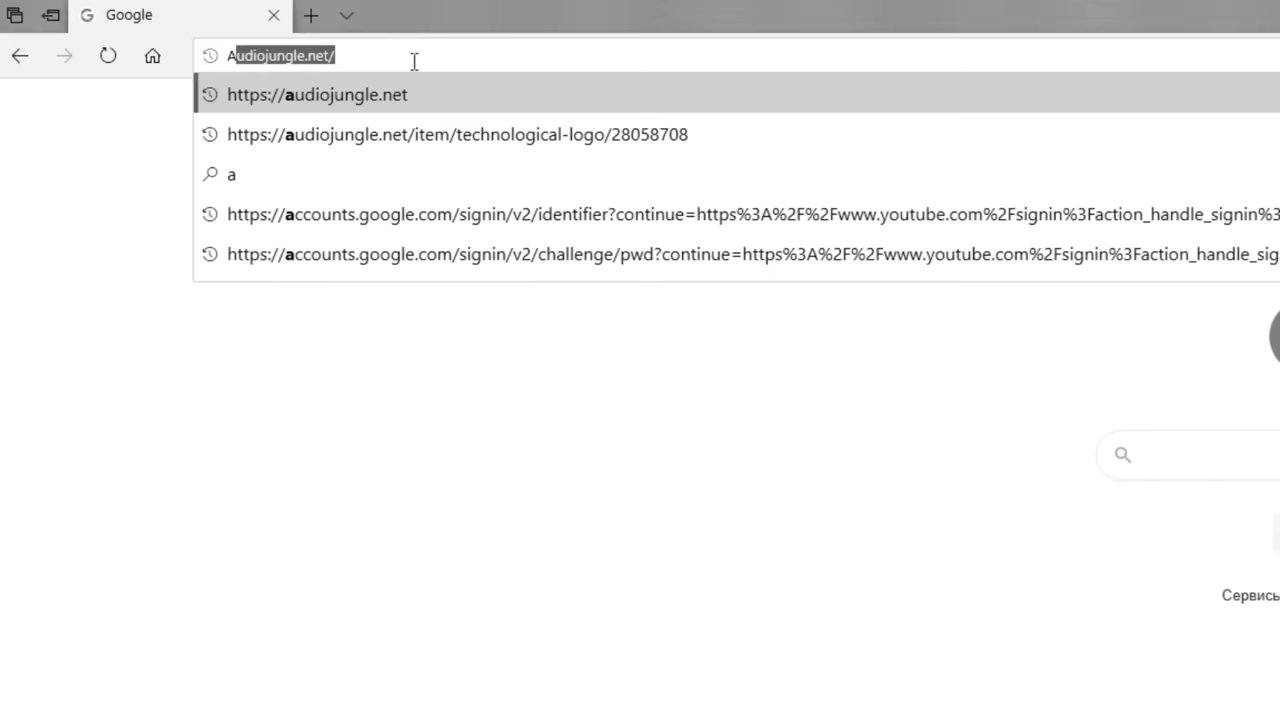 Google
Audiojungle.net/
https://audiojungle.net
https://audiojungle.net/item/technological-logo/28058708
a
https://accounts.google.com/signin/v2/identifier?continue=https%3A%2F%2Fwww.youtube.com%2Fsignin%3Faction_handle_signin%3
https://accounts.google.com/signin/v2/challenge/pwd?continue=https%3A%2F%2Fwww.youtube.com%2Fsignin%3Faction_handle_sig
Сервисы